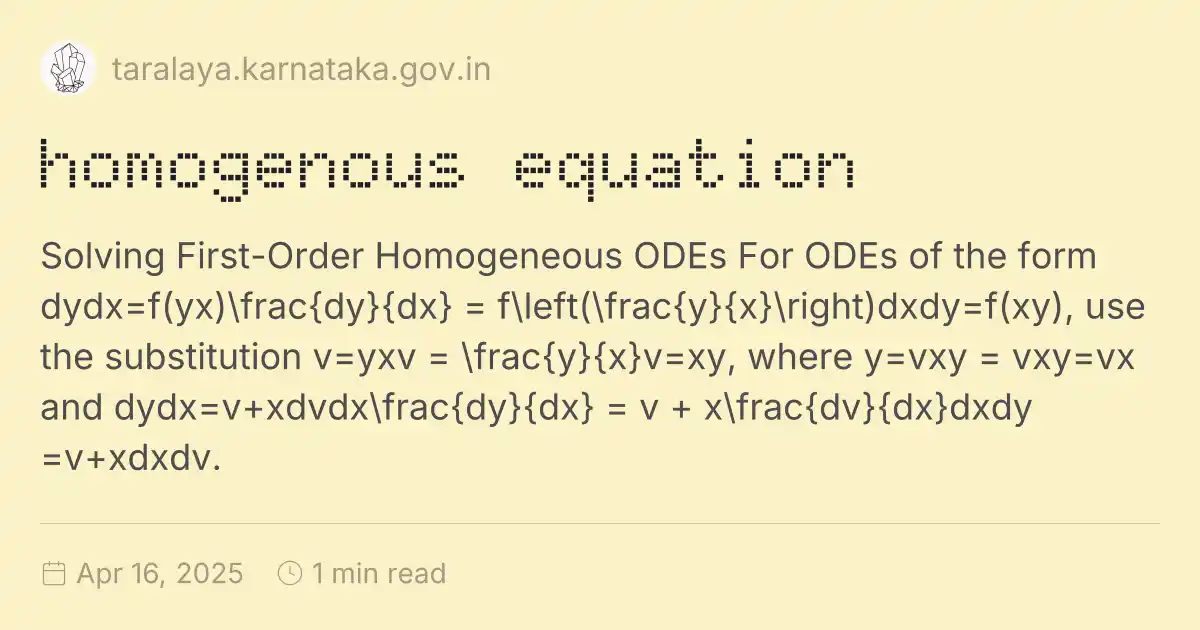 taralaya.karnataka.gov.in
homogenous equation
Solving First-Order Homogeneous ODEs For ODEs of the form
dydx=f(yx)\frac{dy}{dx} = f\left(\frac{y}{x}\right)dxdy=f(xy), use
the substitution v=yxv = \frac{y}{x}v=xy, where y=vxy = vxy=vx
and dydx=v+xdvdx\frac{dy}{dx} = v + x\frac{dv}{dx}dxdy
=v+xdxdv.
Apr 16, 2025 1 min read